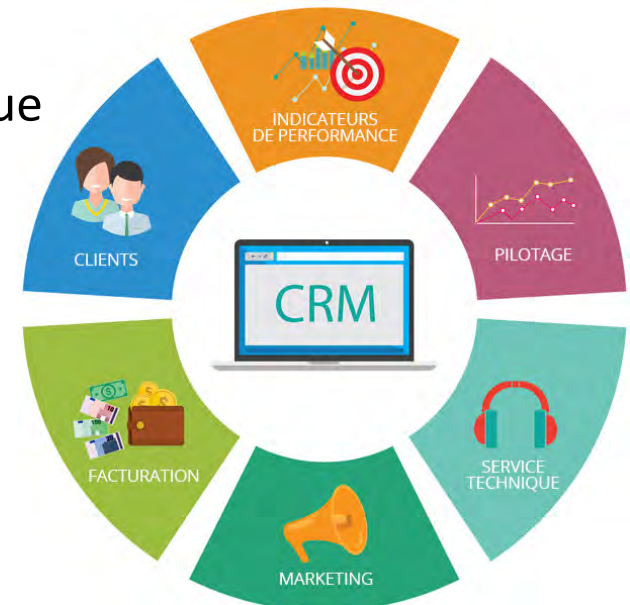 ue
INDICATEURS
DE PERFORMANCE
CLIENTS
PILOTAGE
CRM
FACTURATION
SERVICE
TECHNIQUE
MARKETING